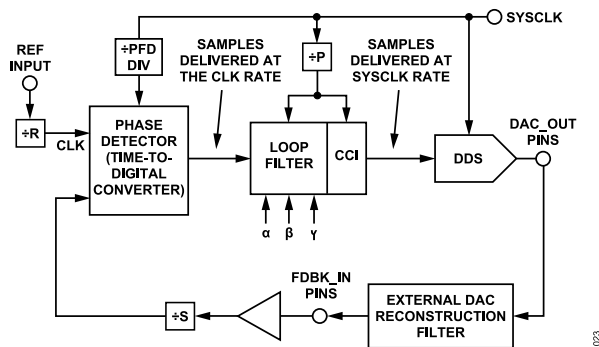 SYSCLK
REF
INPUT
÷PFD
DIV
SAMPLES
DELIVERED AT
THE CLK RATE
÷P
SAMPLES
DELIVERED AT
SYSCLK RATE
÷R
CLK
PHASE
DETECTOR
(TIME-TO-
DIGITAL
CONVERTER)
LOOP
FILTER
CCI
DDS
DAC_OUT
PINS
α
β
γ
FDBK_IN
PINS
÷S
EXTERNAL DAC
RECONSTRUCTION
FILTER
023